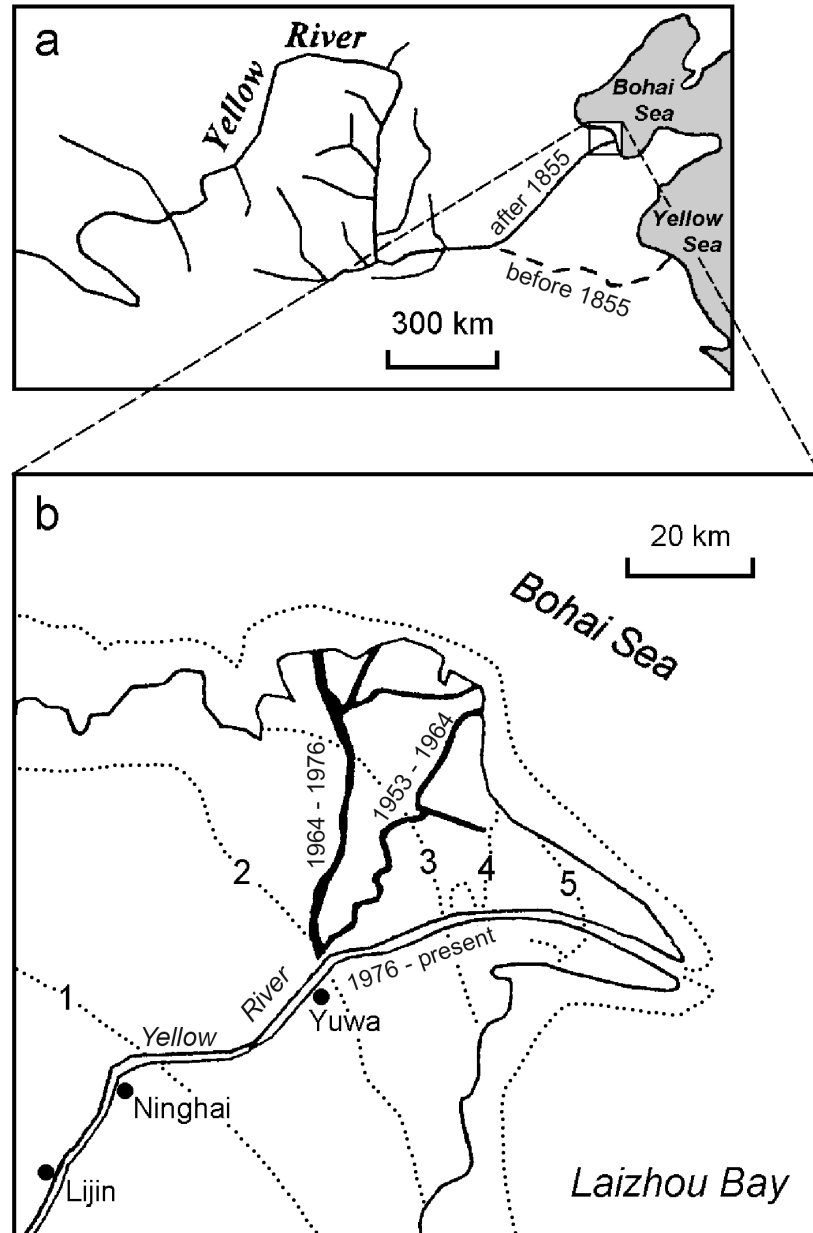 a
Yellow
River
Bohai
Sea
after 1855
Yellow
Sea
before 1855
300 km
b
20 km
Bohai Sea
1964 - 1976
1953 - 1964
2
3
4
5
1
1976 - present
River
Yellow
Yuwa
Ninghai
Lijin
Laizhou Bay